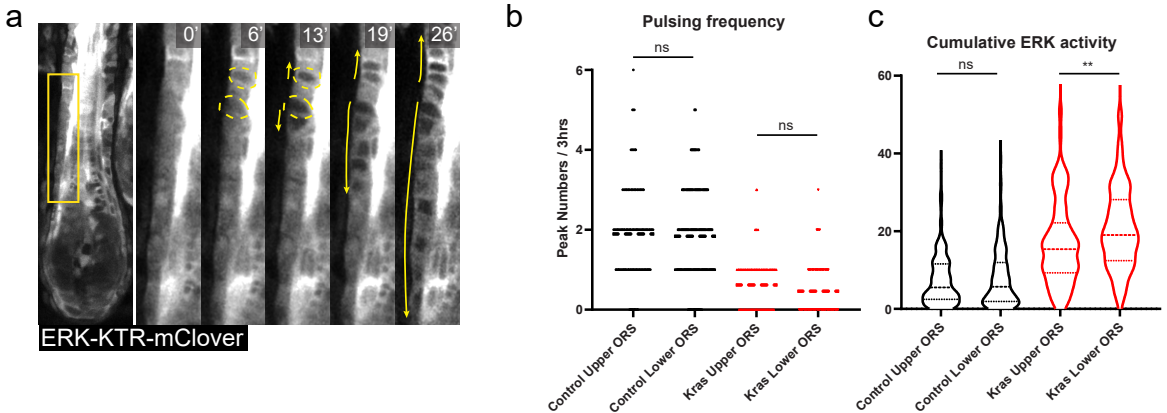 a
0’
6’
13’
19’
26’
ERK-KTR-mClover
b
Pulsing frequency
ns
ns
Peak Numbers / 3hrs
6
4
2
0
Control Upper ORS
Control Lower ORS
Kras Upper ORS
Kras Lower ORS
c
Cumulative ERK activity
ns
**
60
40
20
0
Control Upper ORS
Control Lower ORS
Kras Upper ORS
Kras Lower ORS